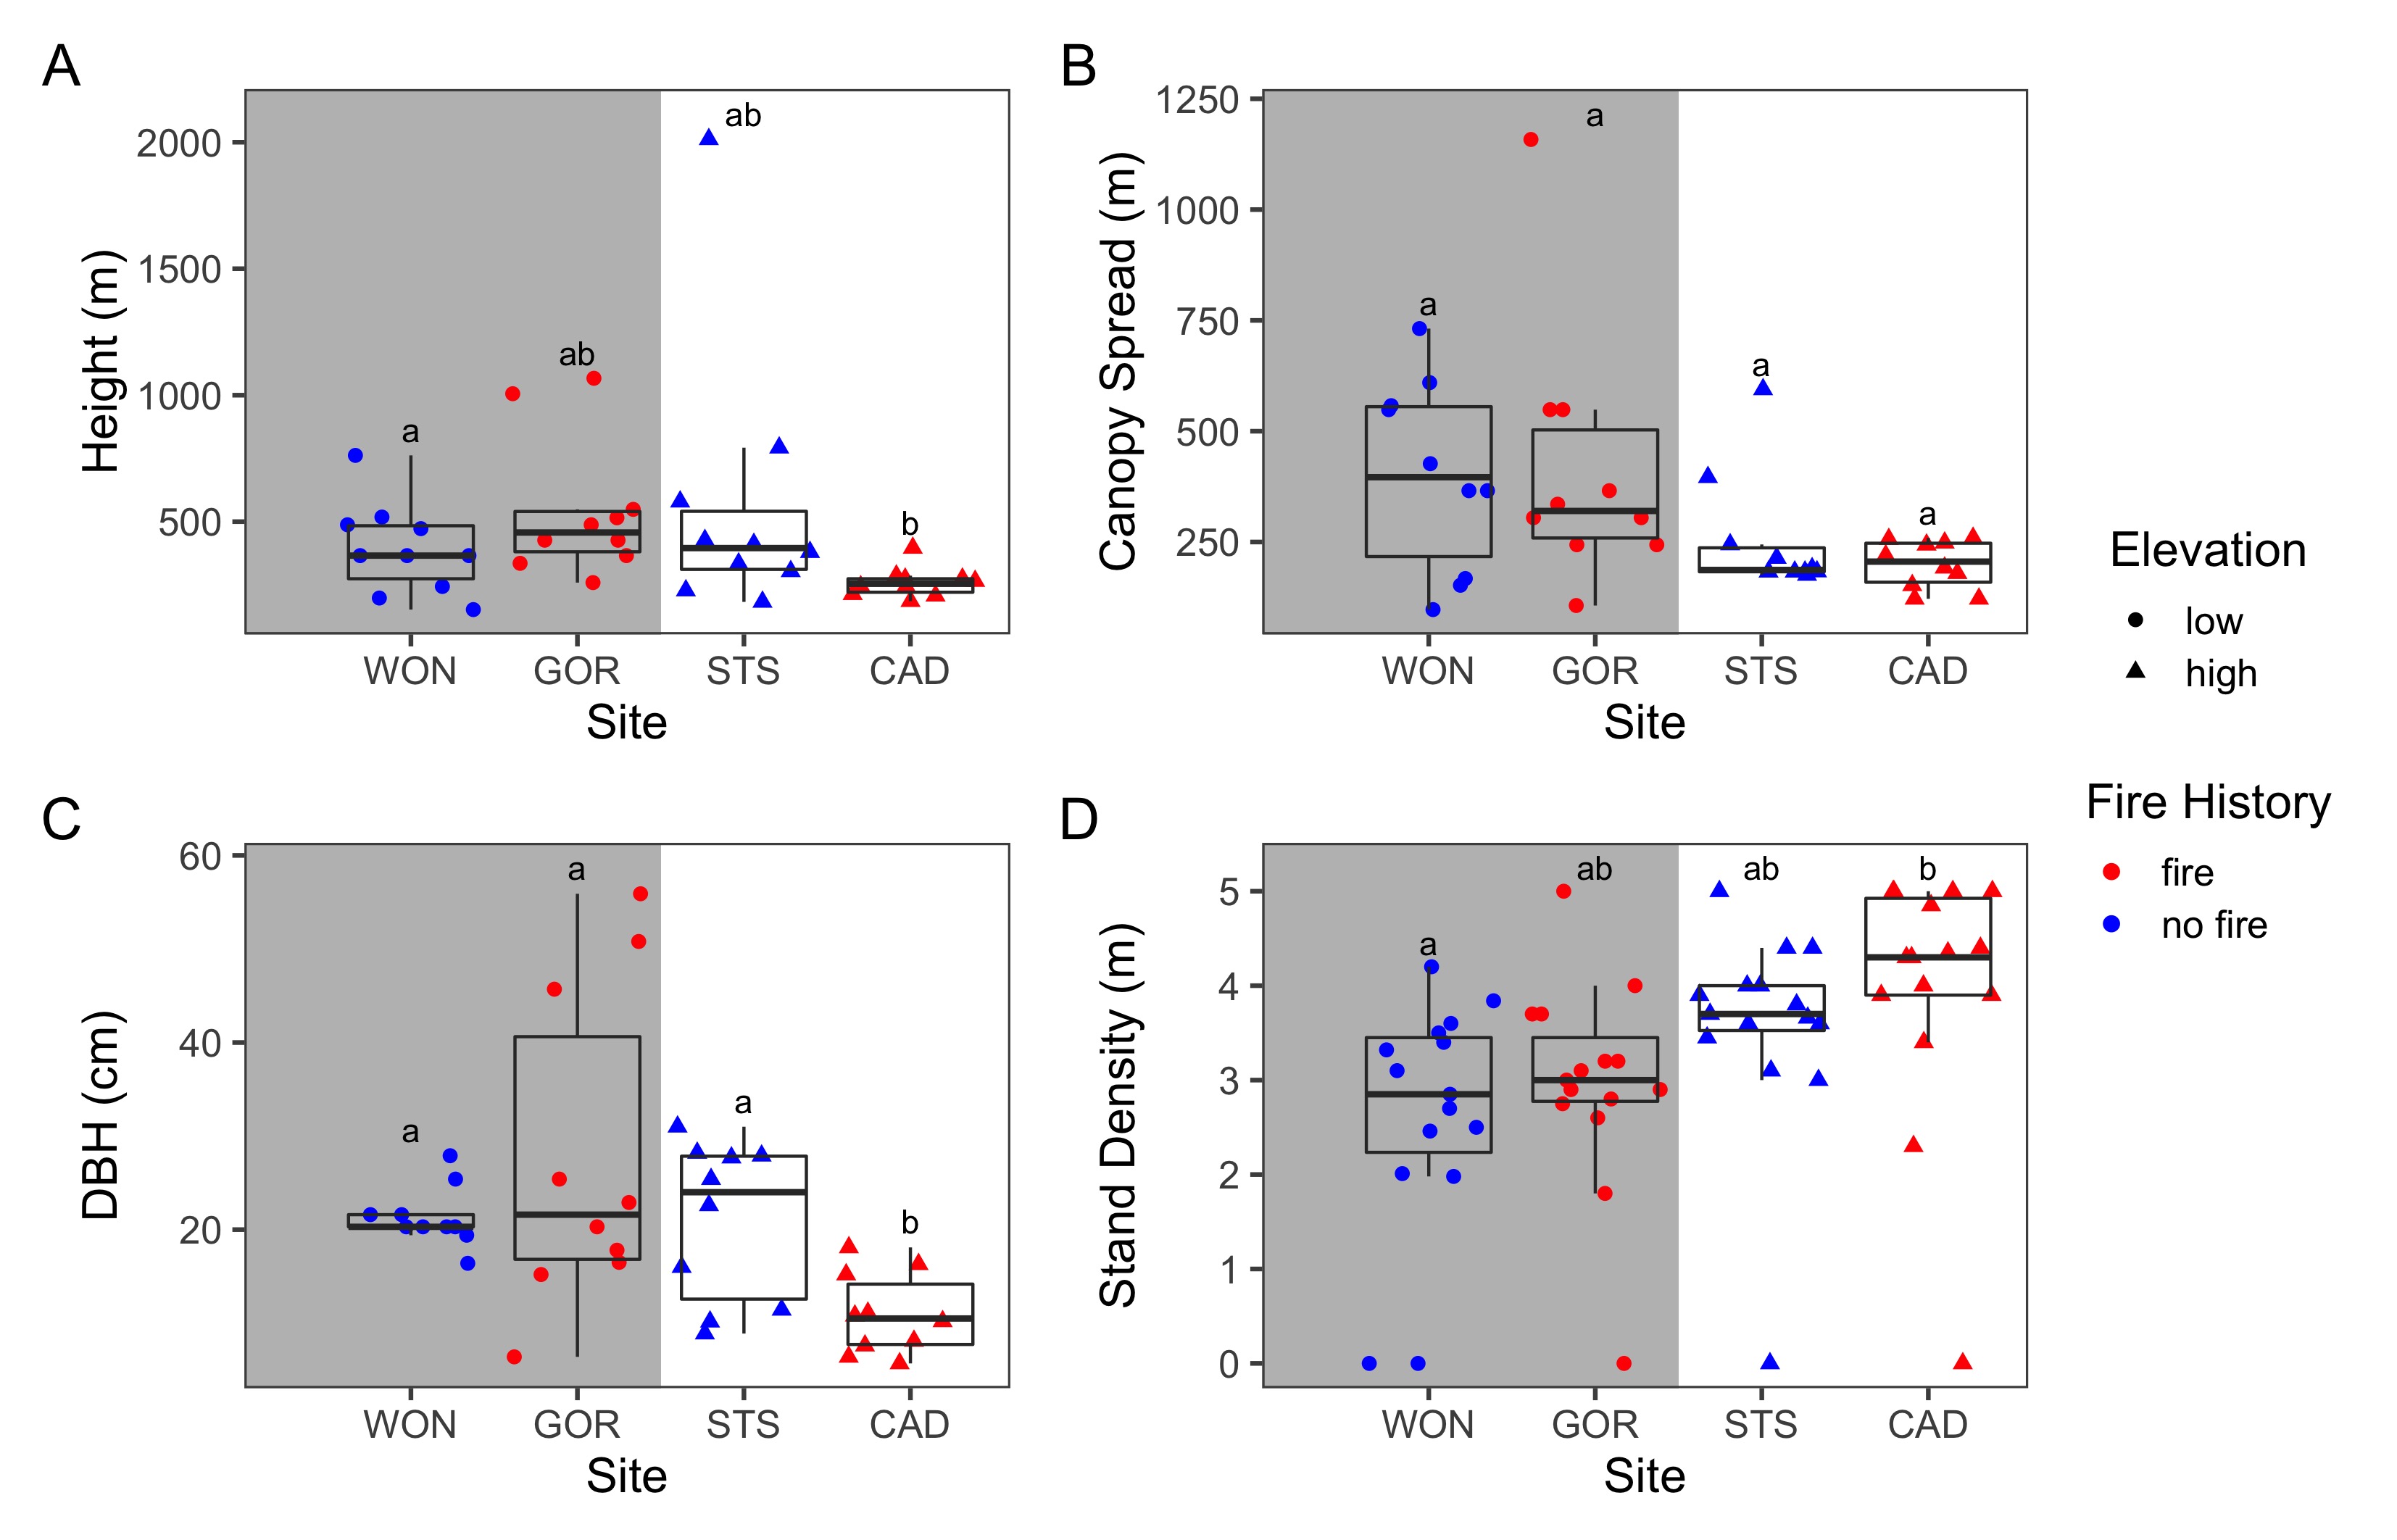 A
Height (m)
2000
1500
1000
500
a
ab
ab
b
WON GOR STS CAD
Site
B
Canopy Spread (m)
1250
1000
750
500
250
a
a
a
a
WON GOR STS CAD
Site
C
DBH (cm)
60
40
20
a
a
a
b
WON GOR STS CAD
Site
D
Stand Density (m)
5
4
3
2
1
0
a
ab
ab
b
WON GOR STS CAD
Site
Elevation
low
high
Fire History
fire
no fire